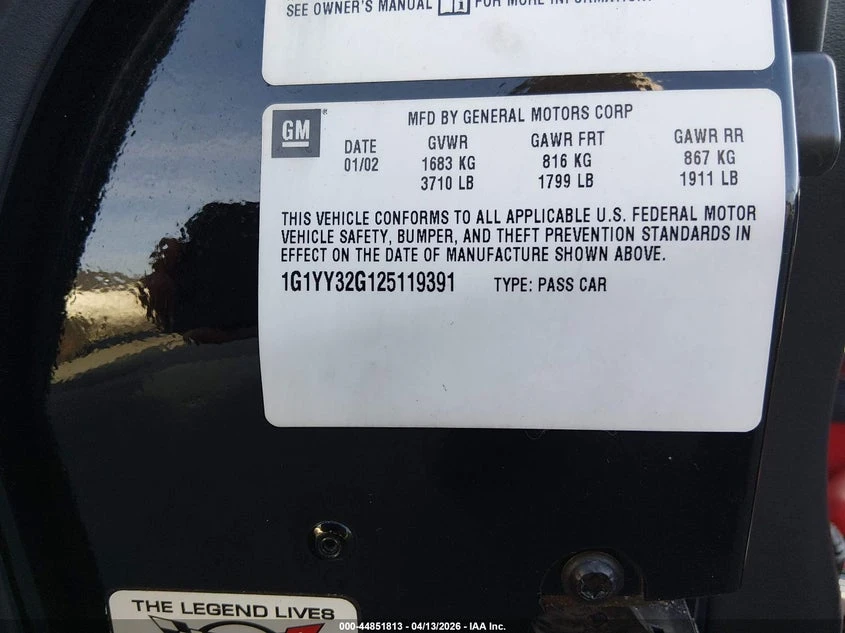 SEE OWNER'S MANUAL FOR MORE INFORMATION.
GM
MFD BY GENERAL MOTORS CORP
DATE GVWR GAWR FRT GAWR RR
01/02 1683 KG 816 KG 867 KG
3710 LB 1799 LB 1911 LB
THIS VEHICLE CONFORMS TO ALL APPLICABLE U.S. FEDERAL MOTOR
VEHICLE SAFETY, BUMPER, AND THEFT PREVENTION STANDARDS IN
EFFECT ON THE DATE OF MANUFACTURE SHOWN ABOVE.
1G1YY32G125119391 TYPE: PASS CAR
THE LEGEND LIVES
000-44851813 - 04/13/2026 - IAA Inc.